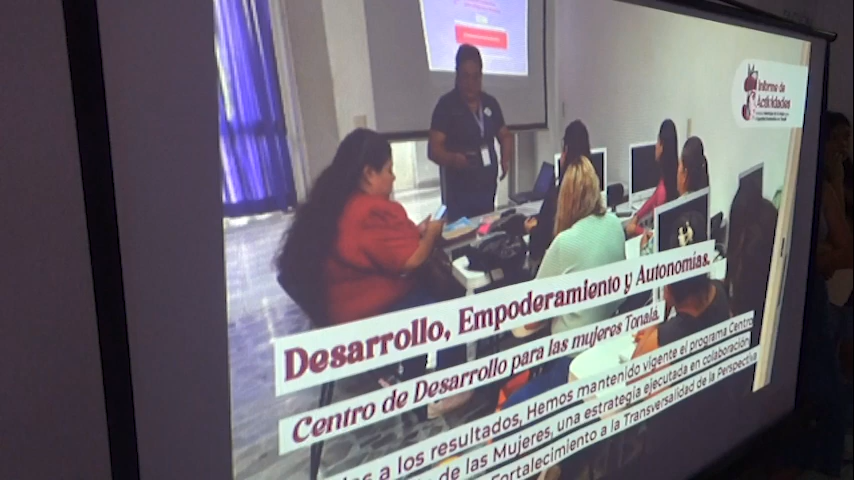 Informe de
Actividades
Desarrollo, Empoderamiento y Autonomías.
Centro de Desarrollo para las mujeres Tonalá.
a los resultados, Hemos mantenido vigente el programa Centro
de las Mujeres, una estrategia ejecutada en colaboración
Fortalecimiento a la Transversalidad de la Perspectiva